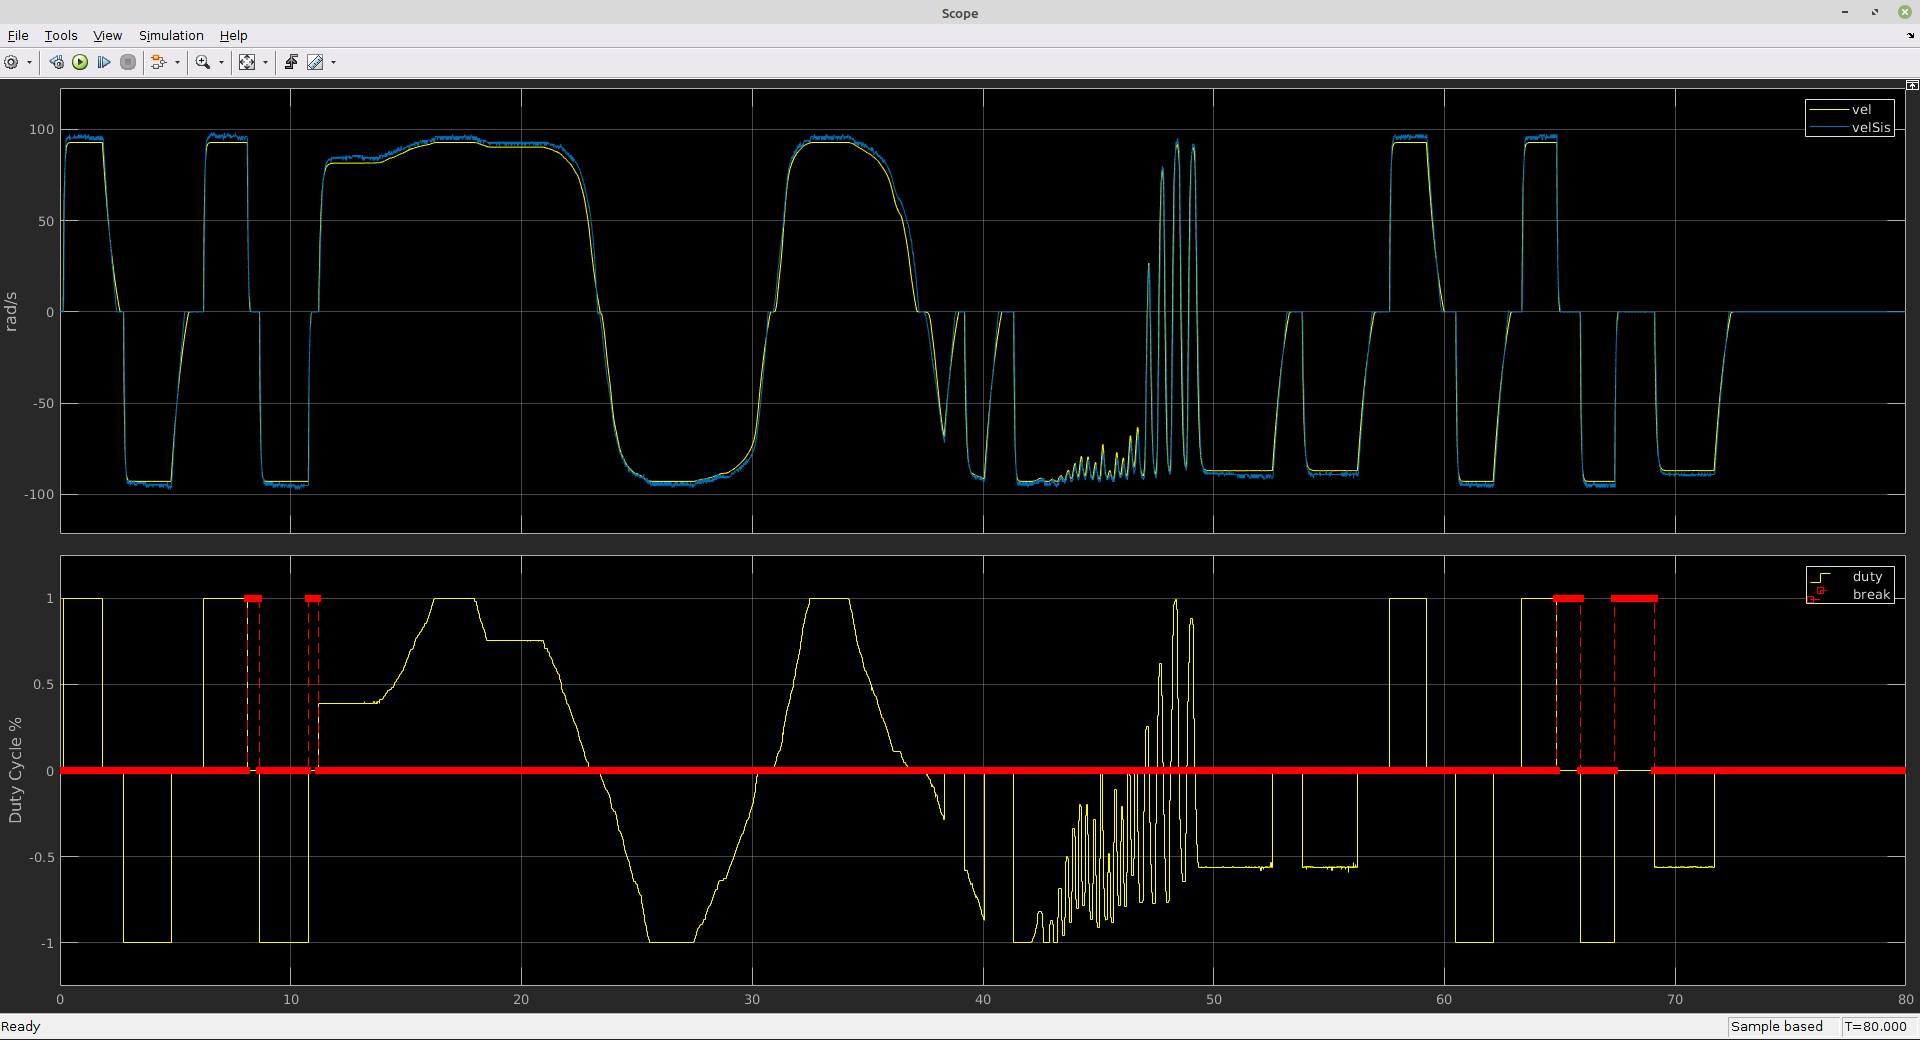 Scope
File Tools View Simulation Help
100
50
0
-50
-100
rad/s
vel
velSis
1
0.5
0
-0.5
-1
Duty Cycle %
duty
break
0 10 20 30 40 50 60 70 80
Ready
Sample based T=80.000